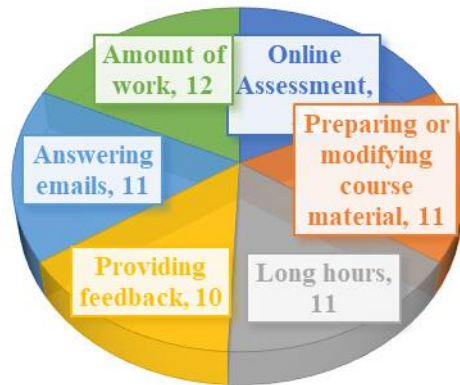 Amount of
work, 12
Online
Assessment,
Preparing or
modifying
course
material, 11
Answering
emails, 11
Providing
feedback, 10
Long hours,
11